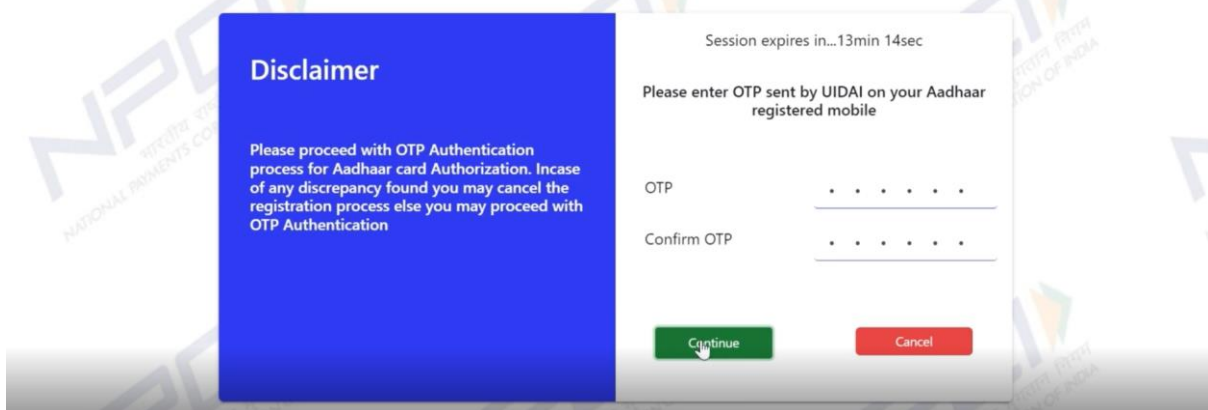 Disclaimer
Please proceed with OTP Authentication
process for Aadhaar card Authorization. Incase
of any discrepancy found you may cancel the
registration process else you may proceed with
OTP Authentication
Session expires in...13min 14sec
Please enter OTP sent by UIDAI on your Aadhaar
registered mobile
OTP
Confirm OTP
Continue
Cancel